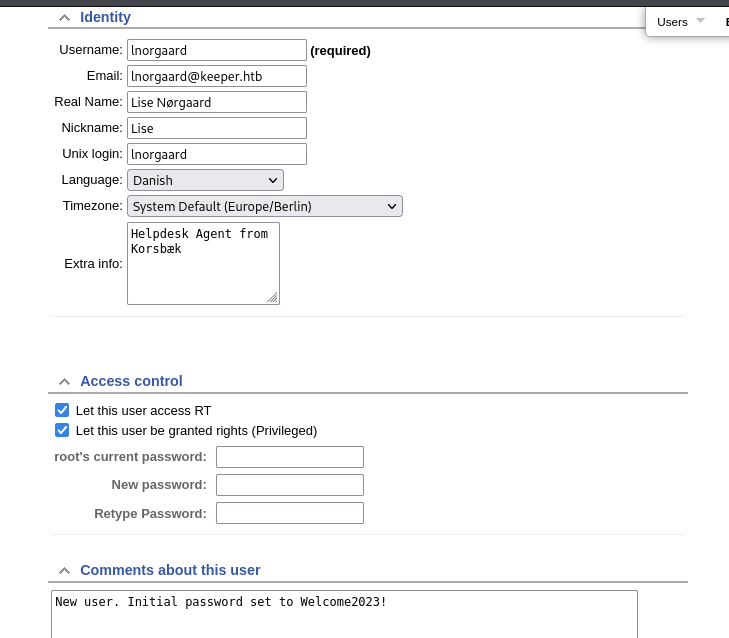 Users
Identity
Username: lnorgaard (required)
Email: lnorgaard@keeper.htb
Real Name: Lise Nørgaard
Nickname: Lise
Unix login: lnorgaard
Language: Danish
Timezone: System Default (Europe/Berlin)
Extra info: Helpdesk Agent from
Korsbæk
Access control
Let this user access RT
Let this user be granted rights (Privileged)
root's current password:
New password:
Retype Password:
Comments about this user
New user. Initial password set to Welcome2023!